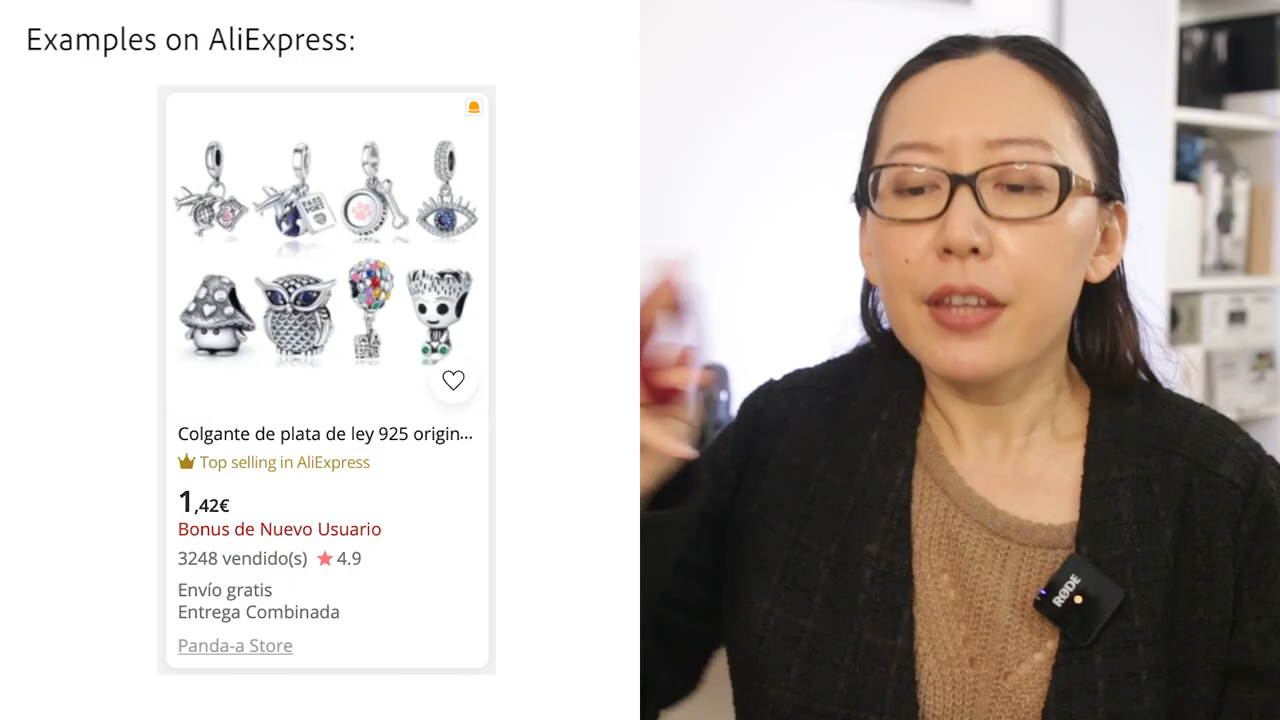 Examples on AliExpress:
Colgante de plata de ley 925 origin...
Top selling in AliExpress
1,42€
Bonus de Nuevo Usuario
3248 vendido(s) ★ 4.9
Envío gratis
Entrega Combinada
Panda-a Store
RØDE